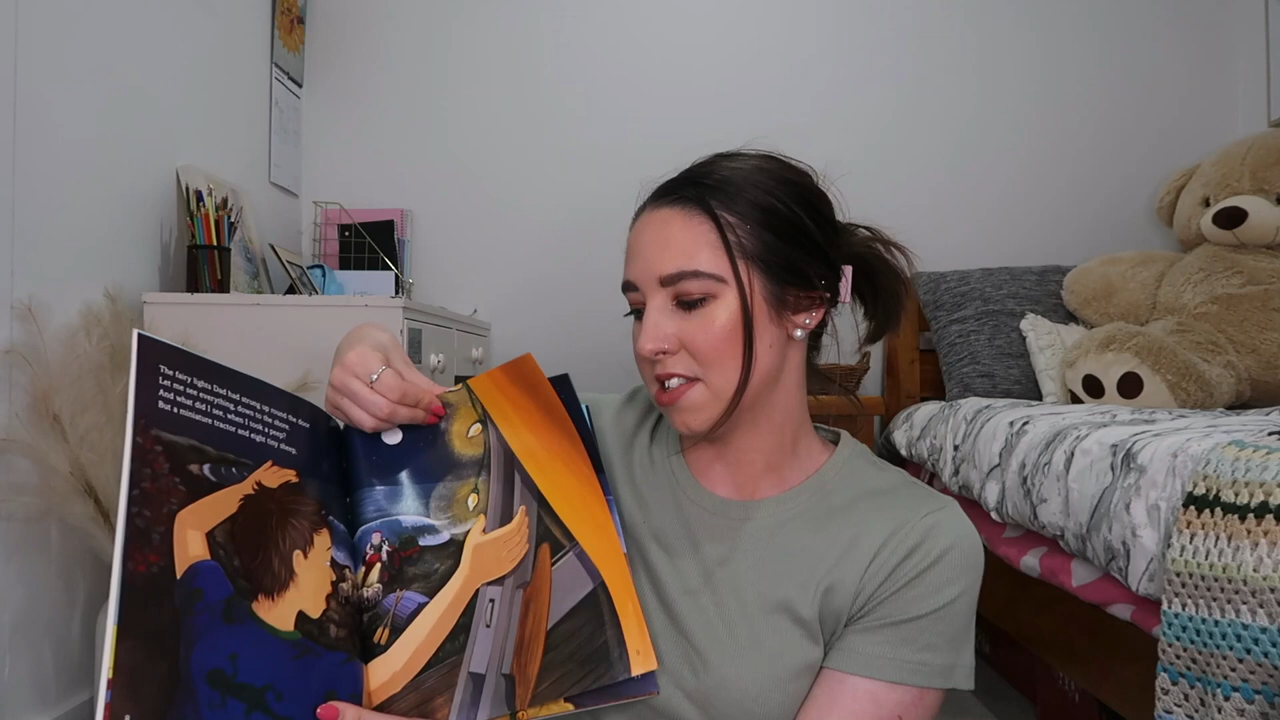 The fairy lights Dad had strung up round the door
Let me see everything, down to the shore.
And what did I see, when I took a peep?
But a miniature tractor and eight tiny sheep,